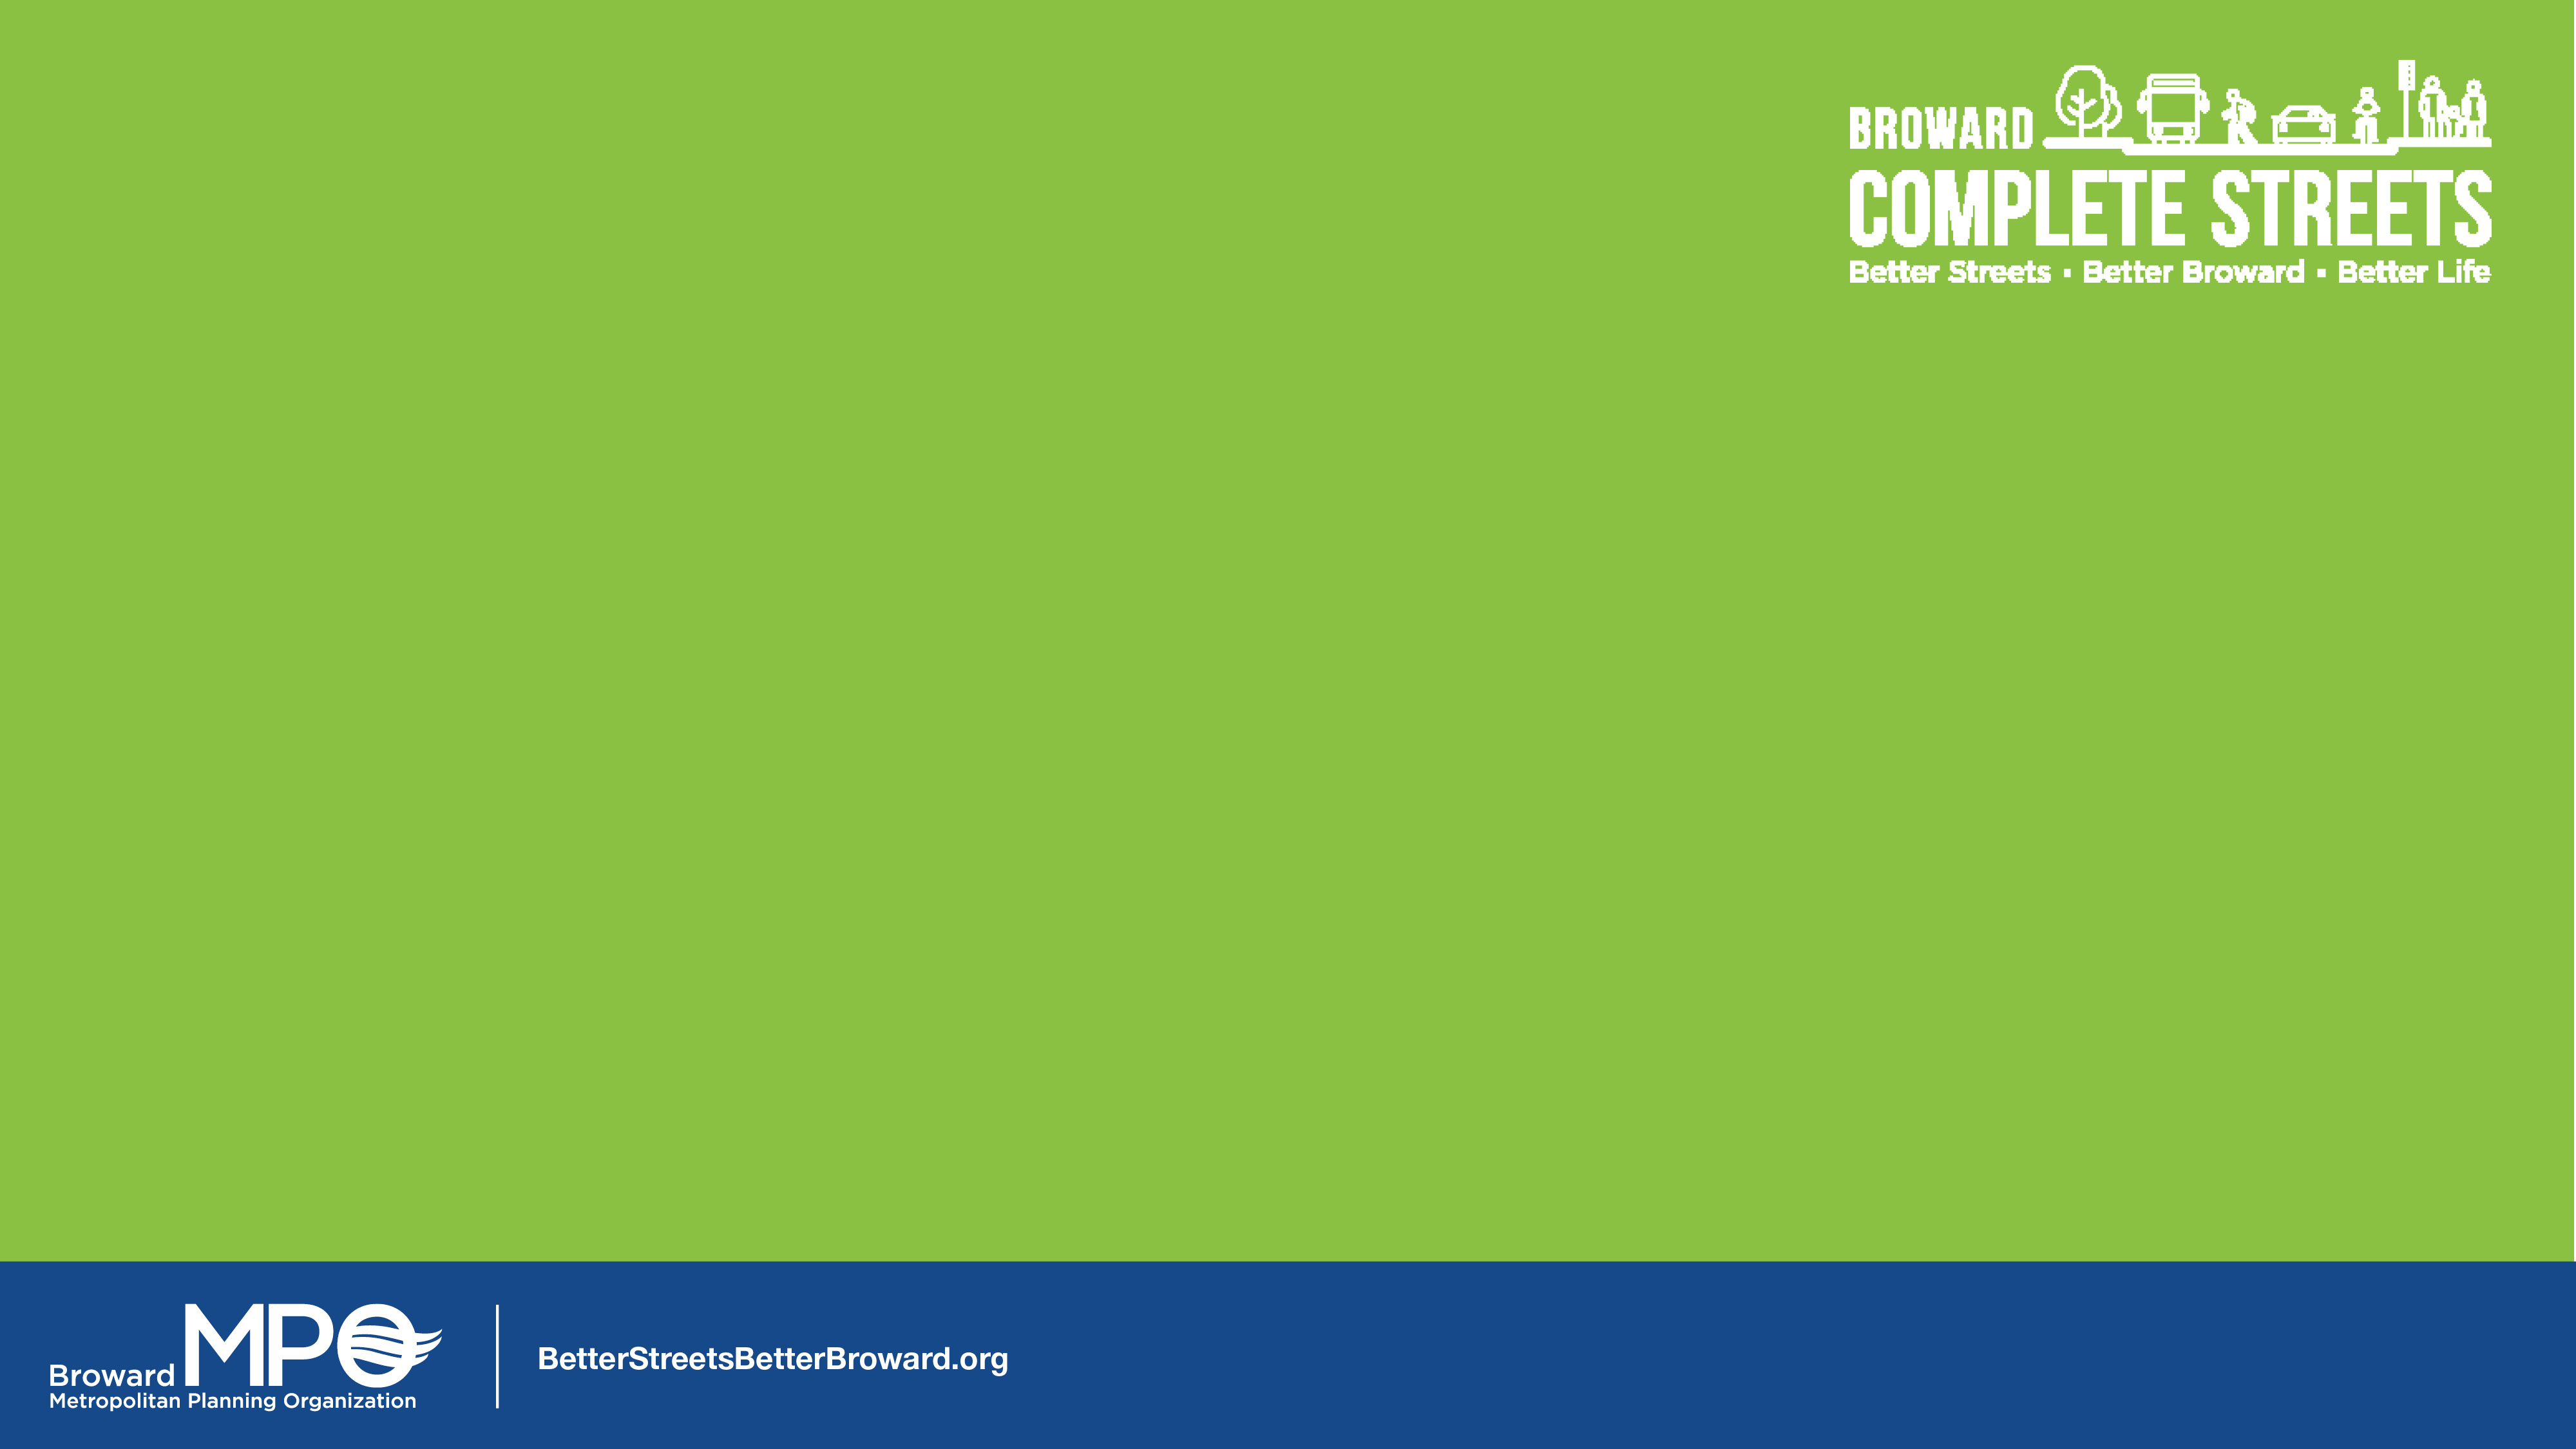 BROWARD
COMPLETE STREETS
Better Streets · Better Broward · Better Life
Broward MPO
Metropolitan Planning Organization
BetterStreetsBetterBroward.org